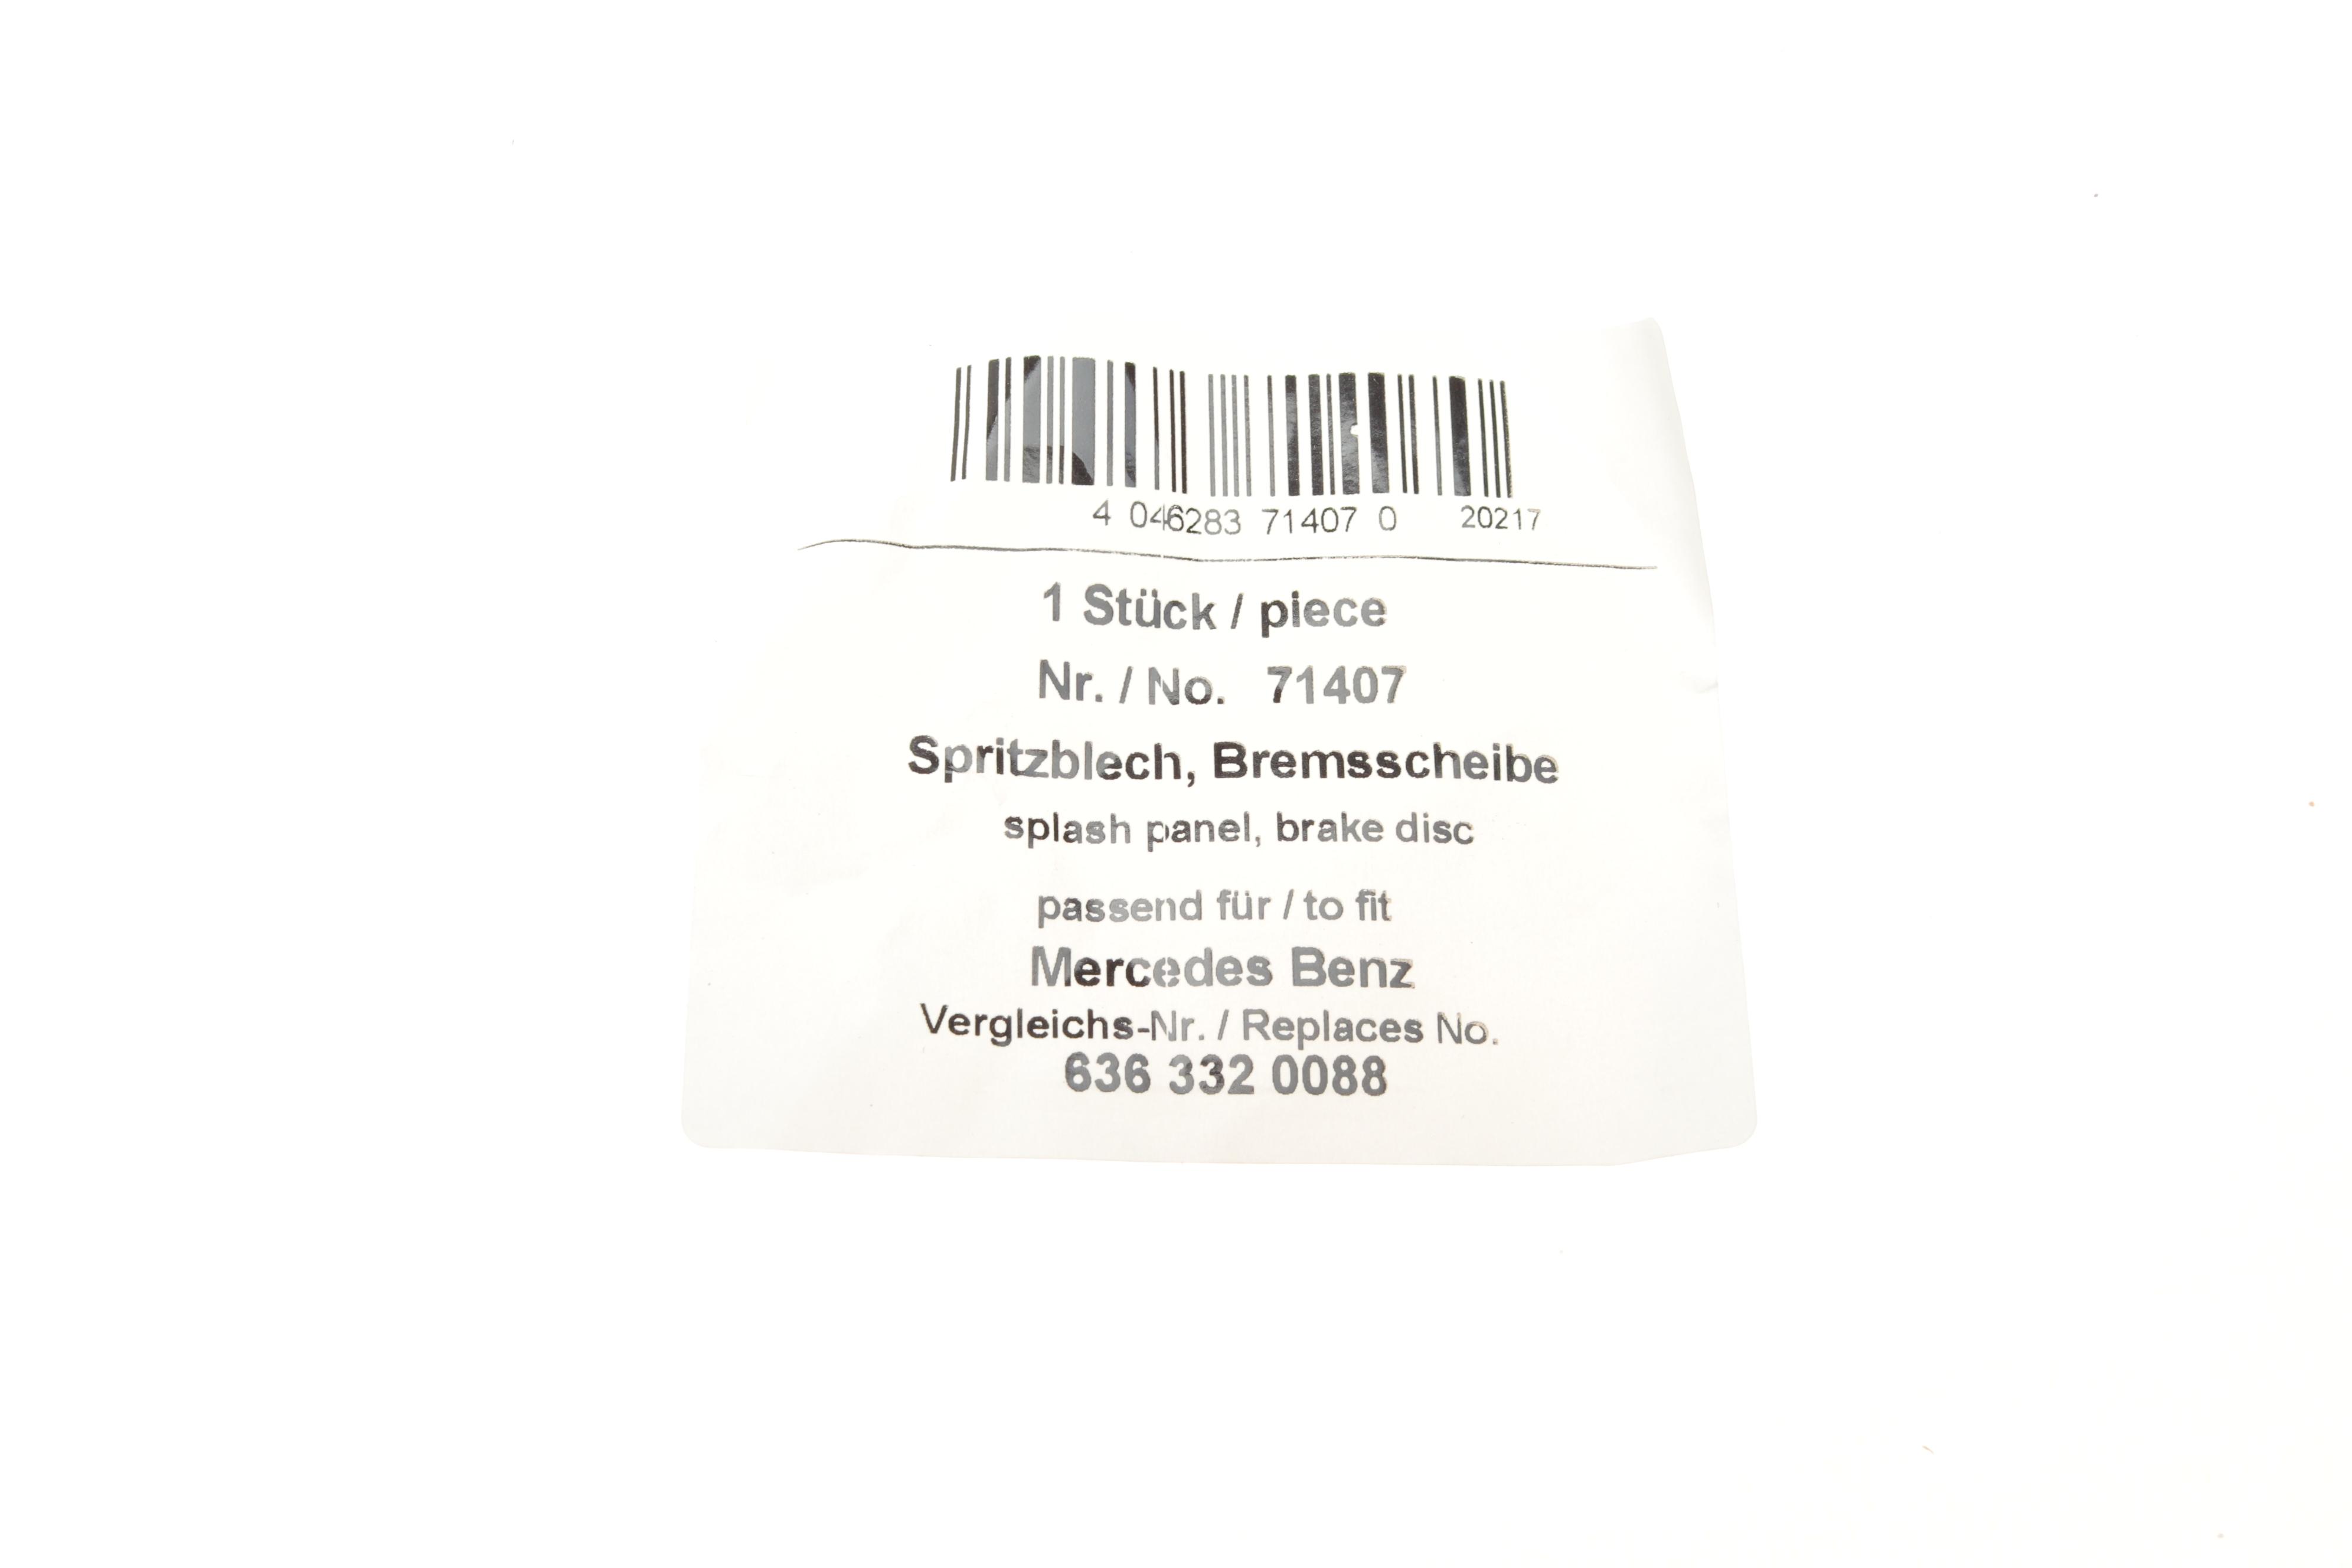 4 046283 71407 0 20217
1 Stück / piece
Nr. / No. 71407
Spritzblech, Bremsscheibe
splash panel, brake disc
passend für / to fit
Mercedes Benz
Vergleichs-Nr. / Replaces No.
636 332 0088